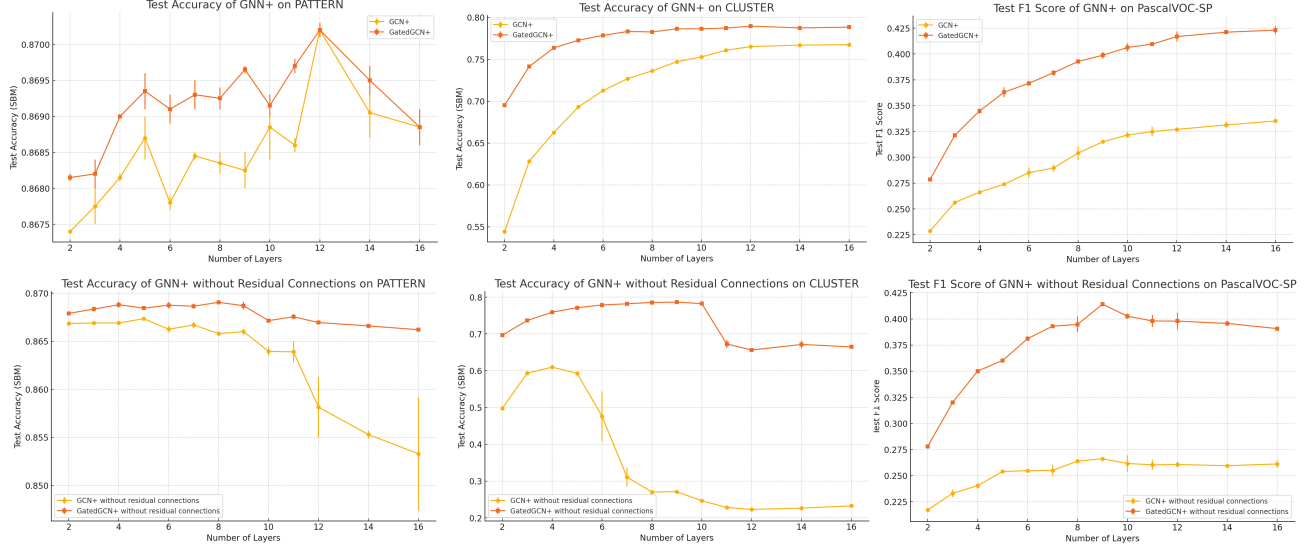 Test Accuracy of GNN+ on PATTERN
GCN+
GatedGCN+
0.8700
0.8695
0.8690
0.8685
0.8680
0.8675
Test Accuracy (SBM)
2 4 6 8 10 12 14 16
Number of Layers
Test Accuracy of GNN+ on CLUSTER
GCN+
GatedGCN+
0.80
0.75
0.70
0.65
0.60
0.55
Test Accuracy (SBM)
2 4 6 8 10 12 14 16
Number of Layers
Test F1 Score of GNN+ on PascalVOC-SP
GCN+
GatedGCN+
0.425
0.400
0.375
0.350
0.325
0.300
0.275
0.250
0.225
Test F1 Score
2 4 6 8 10 12 14 16
Number of Layers
Test Accuracy of GNN+ without Residual Connections on PATTERN
0.870
0.865
0.860
0.855
0.850
Test Accuracy (SBM)
GCN+ without residual connections
GatedGCN+ without residual connections
2 4 6 8 10 12 14 16
Number of Layers
Test Accuracy of GNN+ without Residual Connections on CLUSTER
0.8
0.7
0.6
0.5
0.4
0.3
0.2
Test Accuracy (SBM)
GCN+ without residual connections
GatedGCN+ without residual connections
2 4 6 8 10 12 14 16
Number of Layers
Test F1 Score of GNN+ without Residual Connections on PascalVOC-SP
0.425
0.400
0.375
0.350
0.325
0.300
0.275
0.250
0.225
Test F1 Score
GCN+ without residual connections
GatedGCN+ without residual connections
2 4 6 8 10 12 14 16
Number of Layers